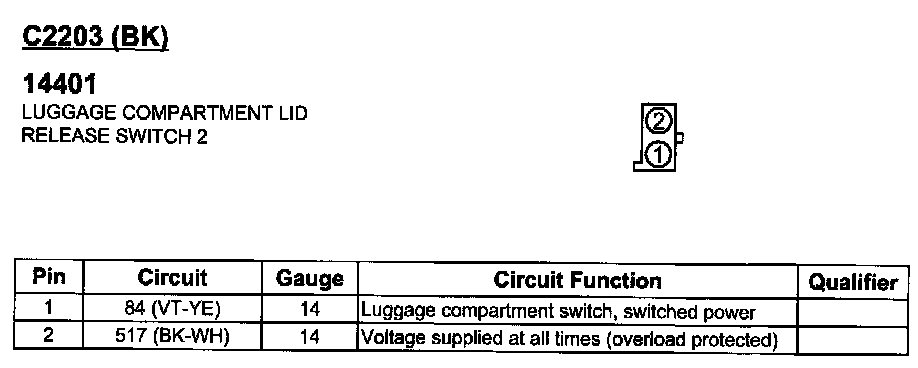 C2203 (BK)
14401
LUGGAGE COMPARTMENT LID
RELEASE SWITCH 2
2
1
Pin Circuit Gauge Circuit Function Qualifier
1 84 (VT-YE) 14 Luggage compartment switch, switched power
2 517 (BK-WH) 14 Voltage supplied at all times (overload protected)